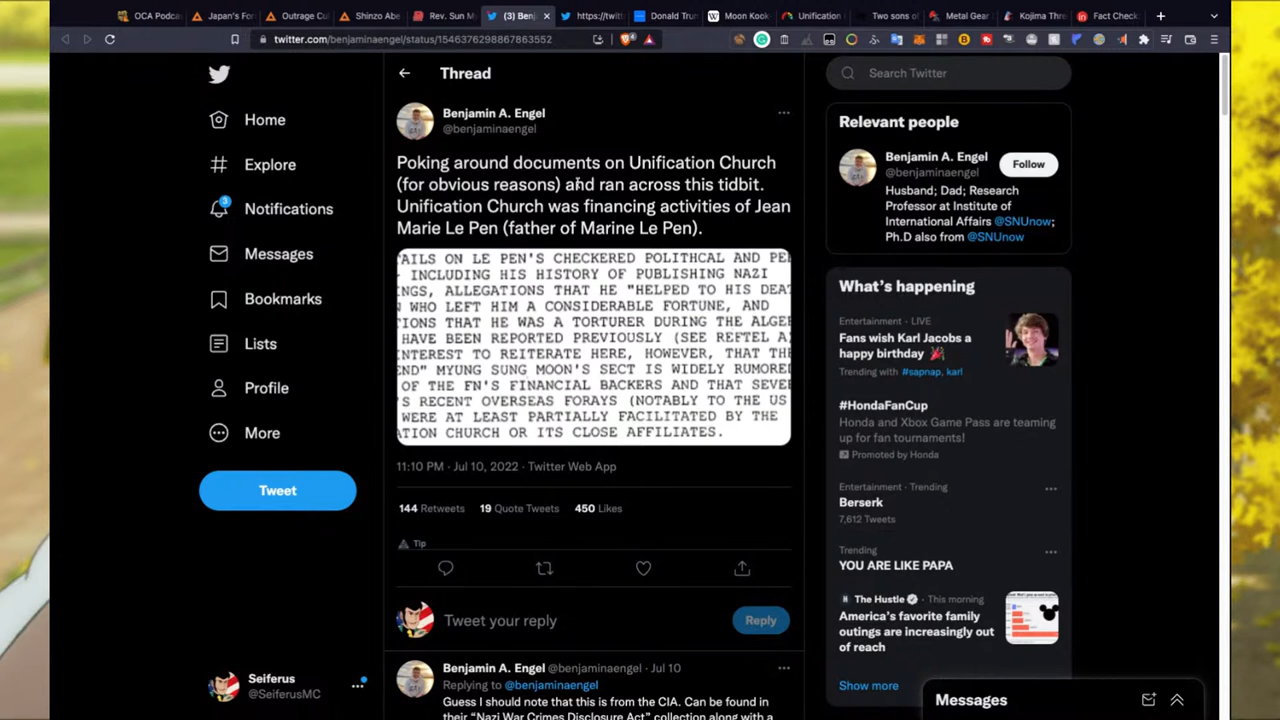 OCA Podca
Japan's For
Outrage Cu
Shinzo Abe
Rev. Sun M
(3) Benj
https://twitt
Donald Trum
Moon Kook
Unification
Two sons of
Metal Gear
Kojima Thre
Fact Check:
twitter.com/benjaminaengel/status/1546376298867863552
Home
Explore
3
Notifications
Messages
Bookmarks
Lists
Profile
More
Tweet
Seiferus
@SeiferusMC
Thread
Benjamin A. Engel
@benjaminaengel
Poking around documents on Unification Church
(for obvious reasons) and ran across this tidbit.
Unification Church was financing activities of Jean
Marie Le Pen (father of Marine Le Pen).
AILS ON LE PEN'S CHECKERED POLITHCAL AND PE
INCLUDING HIS HISTORY OF PUBLISHING NAZI
NGS, ALLEGATIONS THAT HE "HELPED TO HIS DEAT
WHO LEFT HIM A CONSIDERABLE FORTUNE, AND
IONS THAT HE WAS A TORTURER DURING THE ALGE
HAVE BEEN REPORTED PREVIOUSLY (SEE REFTEL A)
NTEREST TO REITERATE HERE, HOWEVER, THAT THE
END" MYUNG SUNG MOON'S SECT IS WIDELY RUMORED
OF THE FN'S FINANCIAL BACKERS AND THAT SEVE
'S RECENT OVERSEAS FORAYS (NOTABLY TO THE US
WERE AT LEAST PARTIALLY FACILITATED BY THE
ATION CHURCH OR ITS CLOSE AFFILIATES.
11:10 PM · Jul 10, 2022 · Twitter Web App
144 Retweets 19 Quote Tweets 450 Likes
Tip
Tweet your reply
Reply
Benjamin A. Engel @benjaminaengel · Jul 10
Replying to @benjaminaengel
Guess I should note that this is from the CIA. Can be found in
their "Nazi War Crimes Disclosure Act" collection along with a
Search Twitter
Relevant people
Benjamin A. Engel
@benjaminaengel
Follow
Husband; Dad; Research
Professor at Institute of
International Affairs @SNUnow;
Ph.D also from @SNUnow
What's happening
Entertainment · LIVE
Fans wish Karl Jacobs a
happy birthday
Trending with #sapnap, karl
#HondaFanCup
Honda and Xbox Game Pass are teaming
up for fan tournaments!
Promoted by Honda
Entertainment · Trending
Berserk
7,612 Tweets
Trending
YOU ARE LIKE PAPA
The Hustle · This morning
America's favorite family
outings are increasingly out
of reach
Show more
Messages